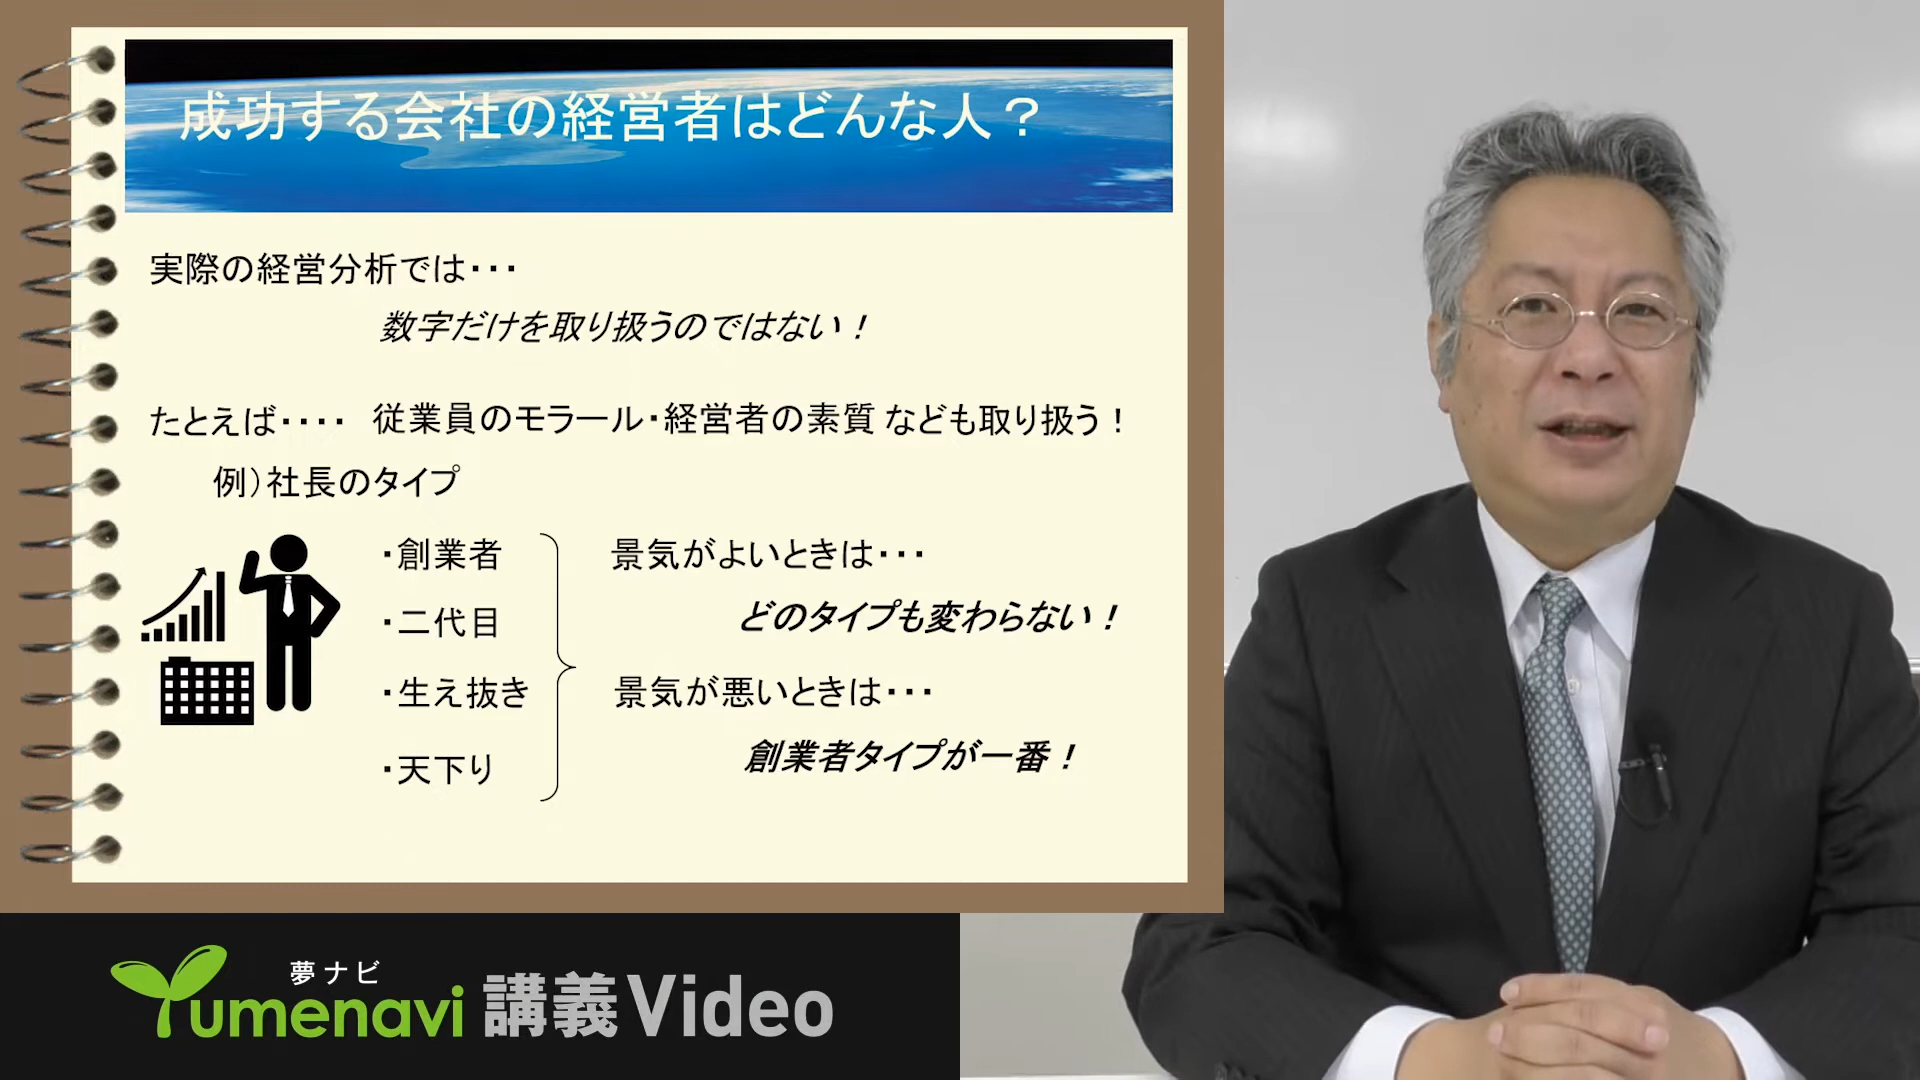 成功する会社の経営者はどんな人？
実際の経営分析では・・・
数字だけを取り扱うのではない！
たとえば・・・・ 従業員のモラール・経営者の素質 なども取り扱う！
例）社長のタイプ
・創業者
・二代目
・生え抜き
・天下り
景気がよいときは・・・
どのタイプも変わらない！
景気が悪いときは・・・
創業者タイプが一番！
夢ナビ
Yumenavi 講義Video